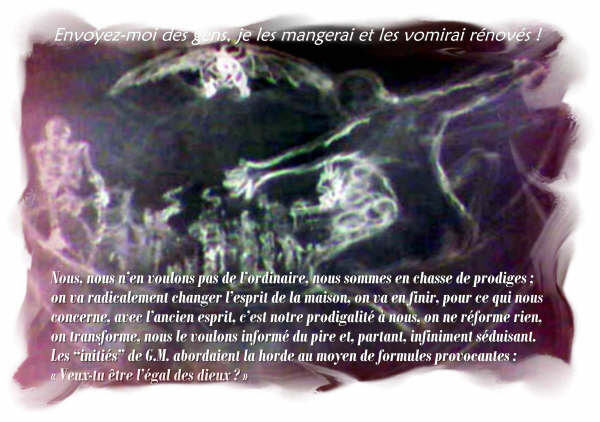 Envoyez-moi des gens, je les mangerai et les vomirai rénovés !
Nous, nous n’en voulons pas de l’ordinaire, nous sommes en chasse de prodiges ;
on va radicalement changer l’esprit de la maison, on va en finir, pour ce qui nous
concerne, avec l’ancien esprit, c’est notre prodigalité à nous, on ne réforme rien,
on transforme, nous le voulons informé du pire et, partant, infiniment séduisant.
Les “initiés” de G.M. abordaient la horde au moyen de formules provocantes :
« Veux-tu être l’égal des dieux ? »